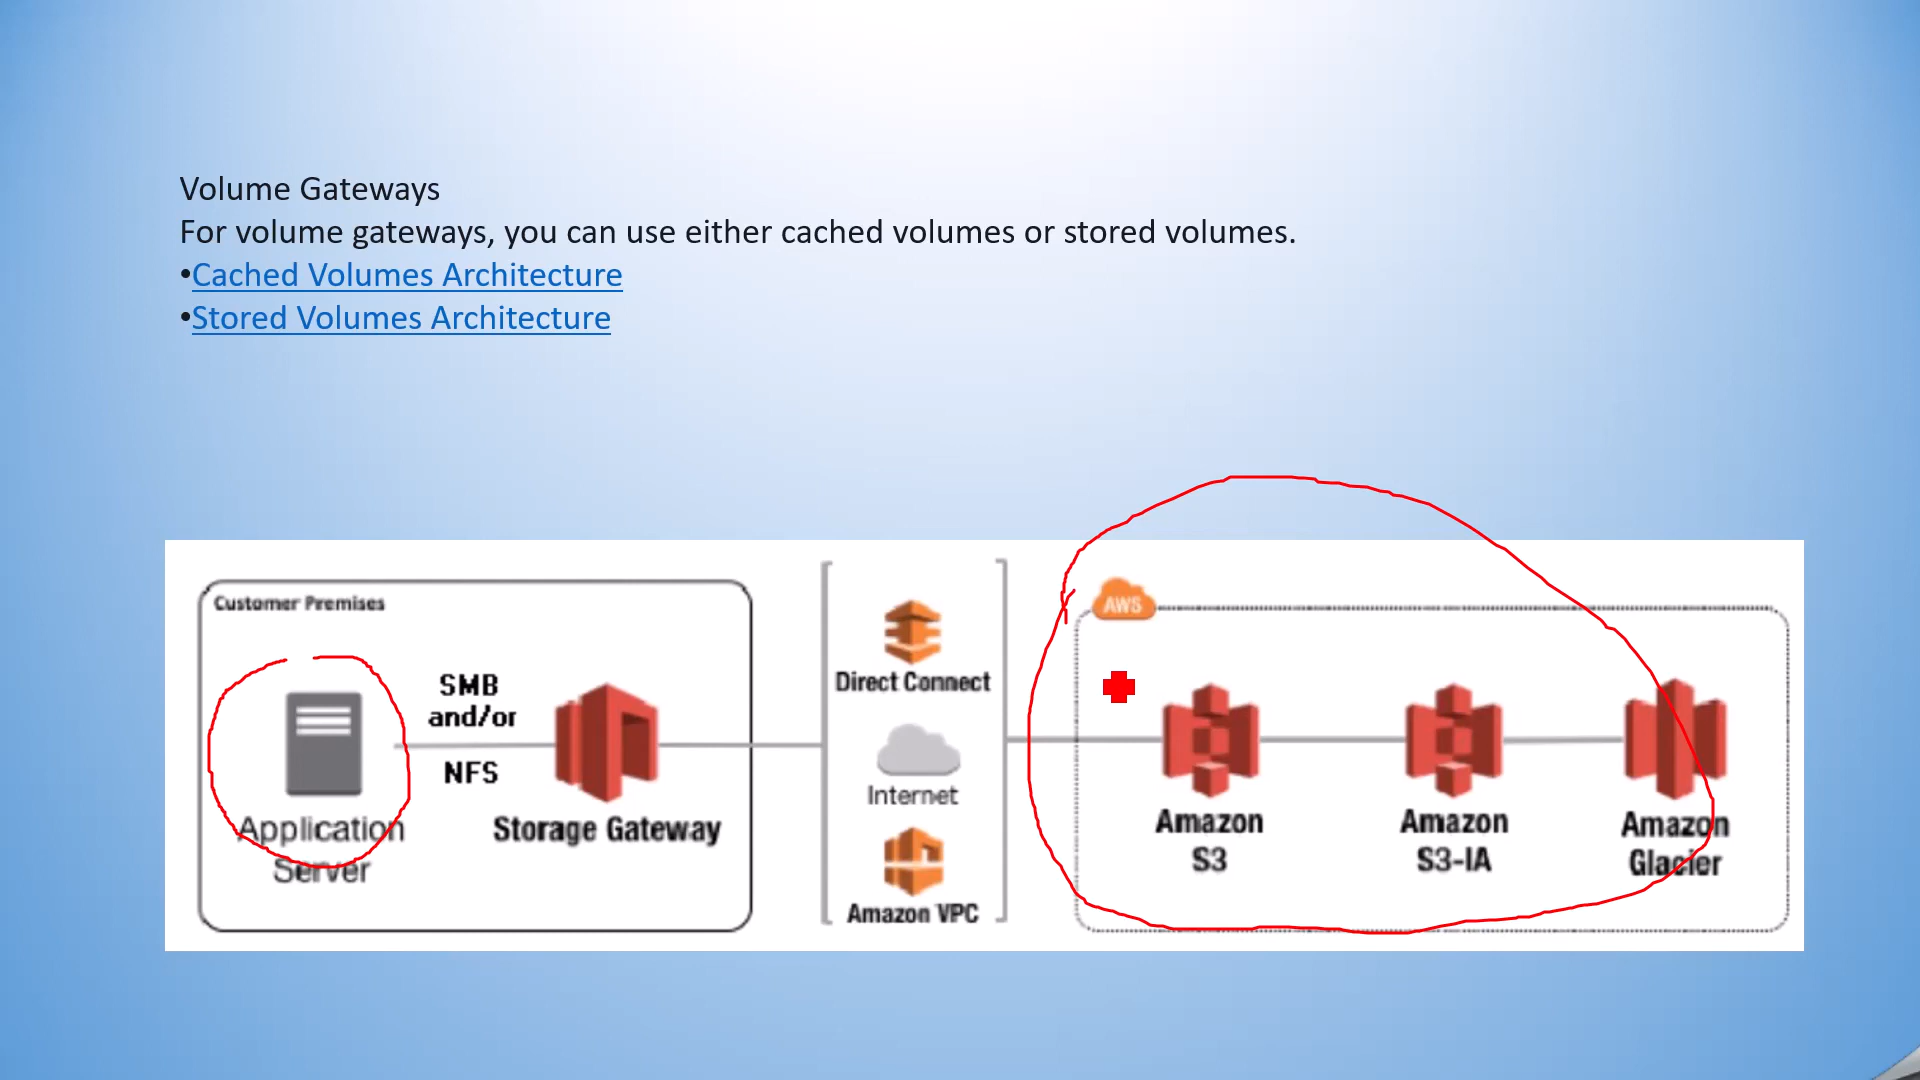 Volume Gateways
For volume gateways, you can use either cached volumes or stored volumes.
•Cached Volumes Architecture
•Stored Volumes Architecture
Customer Premises
Application
Server
SMB
and/or
NFS
Storage Gateway
Direct Connect
Internet
Amazon VPC
AWS
Amazon
S3
Amazon
S3-IA
Amazon
Glacier